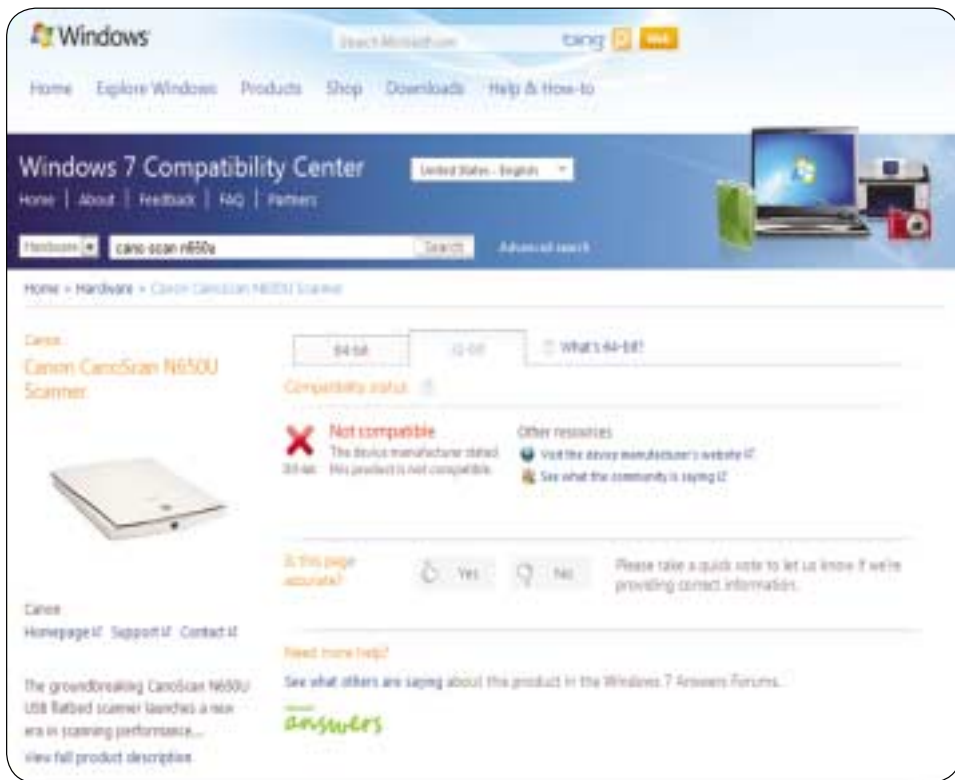 Windows
Search Microsoft.com bing Web
Home Explore Windows Products Shop Downloads Help & How-to
Windows 7 Compatibility Center
United States - English
Home | About | Feedback | FAQ | Partners
Hardware cano scan n650u Search Advanced search
Home > Hardware > Canon CanoScan N650U Scanner
Canon
Canon CanoScan N650U
Scanner
64-bit 32-bit What's 64-bit?
Compatibility status
Not compatible
32-bit
The device manufacturer stated
this product is not compatible.
Other resources
Visit the device manufacturer's website
See what the community is saying
Is this page
accurate?
Yes No
Please take a quick vote to let us know if we're
providing correct information.
Canon
Homepage Support Contact
Need more help?
See what others are saying about this product in the Windows 7 Answers Forums.
answers
The groundbreaking CanoScan N650U
USB flatbed scanner launches a new
era in scanning performance...
View full product description